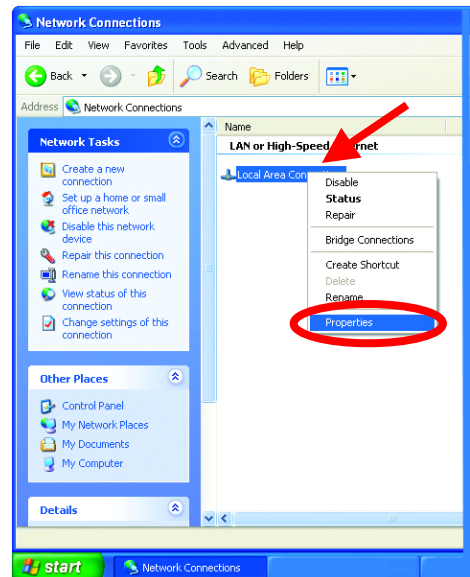 Network Connections
File Edit View Favorites Tools Advanced Help
Back Search Folders
Address Network Connections
Network Tasks
Create a new
connection
Set up a home or small
office network
Disable this network
device
Repair this connection
Rename this connection
View status of this
connection
Change settings of this
connection
Other Places
Control Panel
My Network Places
My Documents
My Computer
Details
Name
LAN or High-Speed
Local Area
Disable
Status
Repair
Bridge Connections
Create Shortcut
Delete
Rename
Properties
start Network Connections